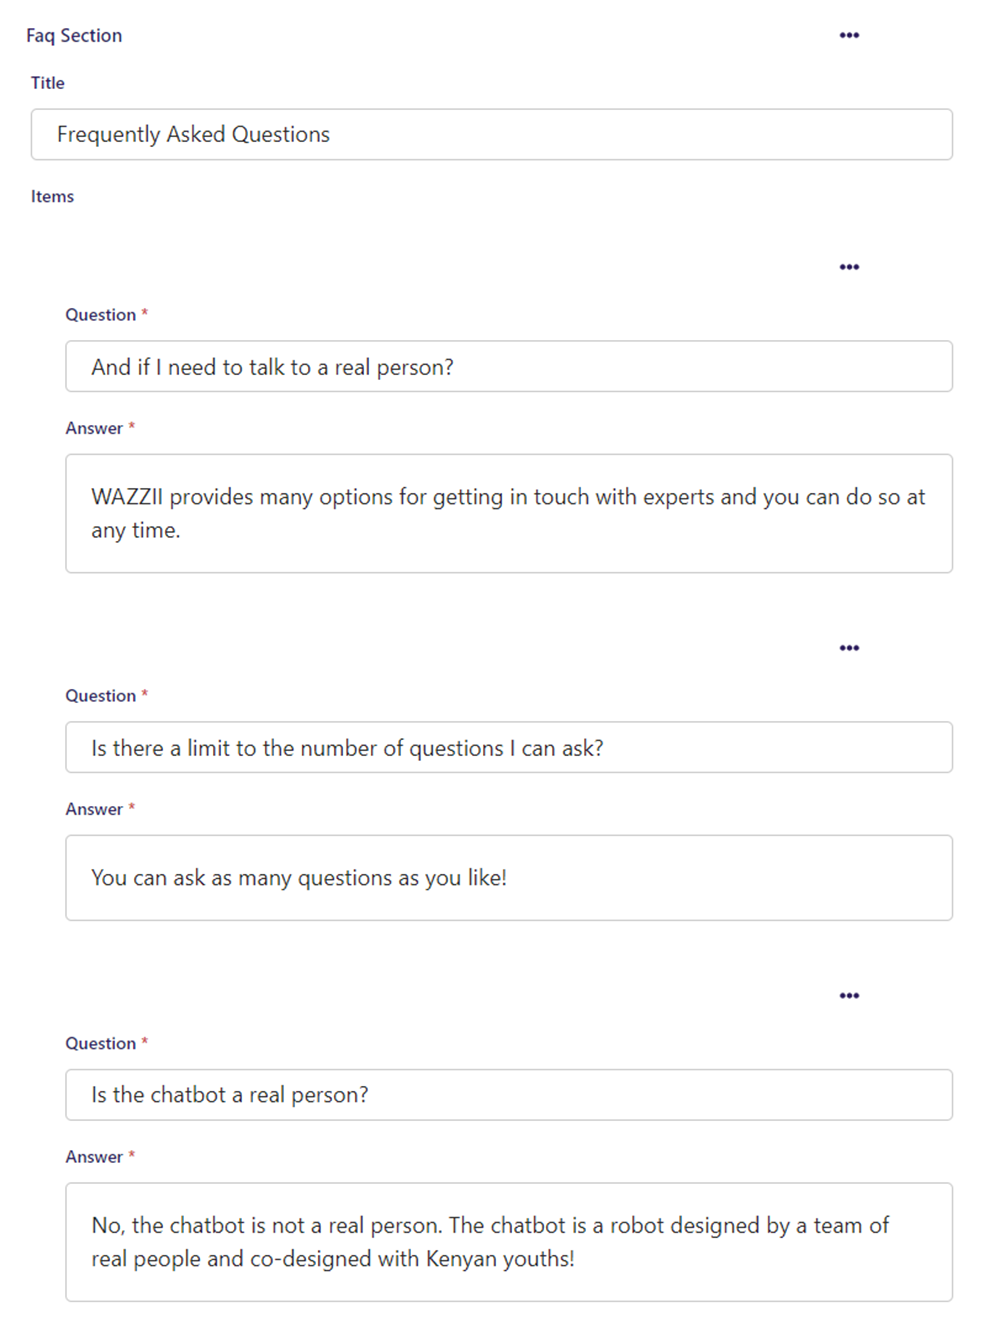 Faq Section
Title
Frequently Asked Questions
Items
Question *
And if I need to talk to a real person?
Answer *
WAZZII provides many options for getting in touch with experts and you can do so at
any time.
Question *
Is there a limit to the number of questions I can ask?
Answer *
You can ask as many questions as you like!
Question *
Is the chatbot a real person?
Answer *
No, the chatbot is not a real person. The chatbot is a robot designed by a team of
real people and co-designed with Kenyan youths!